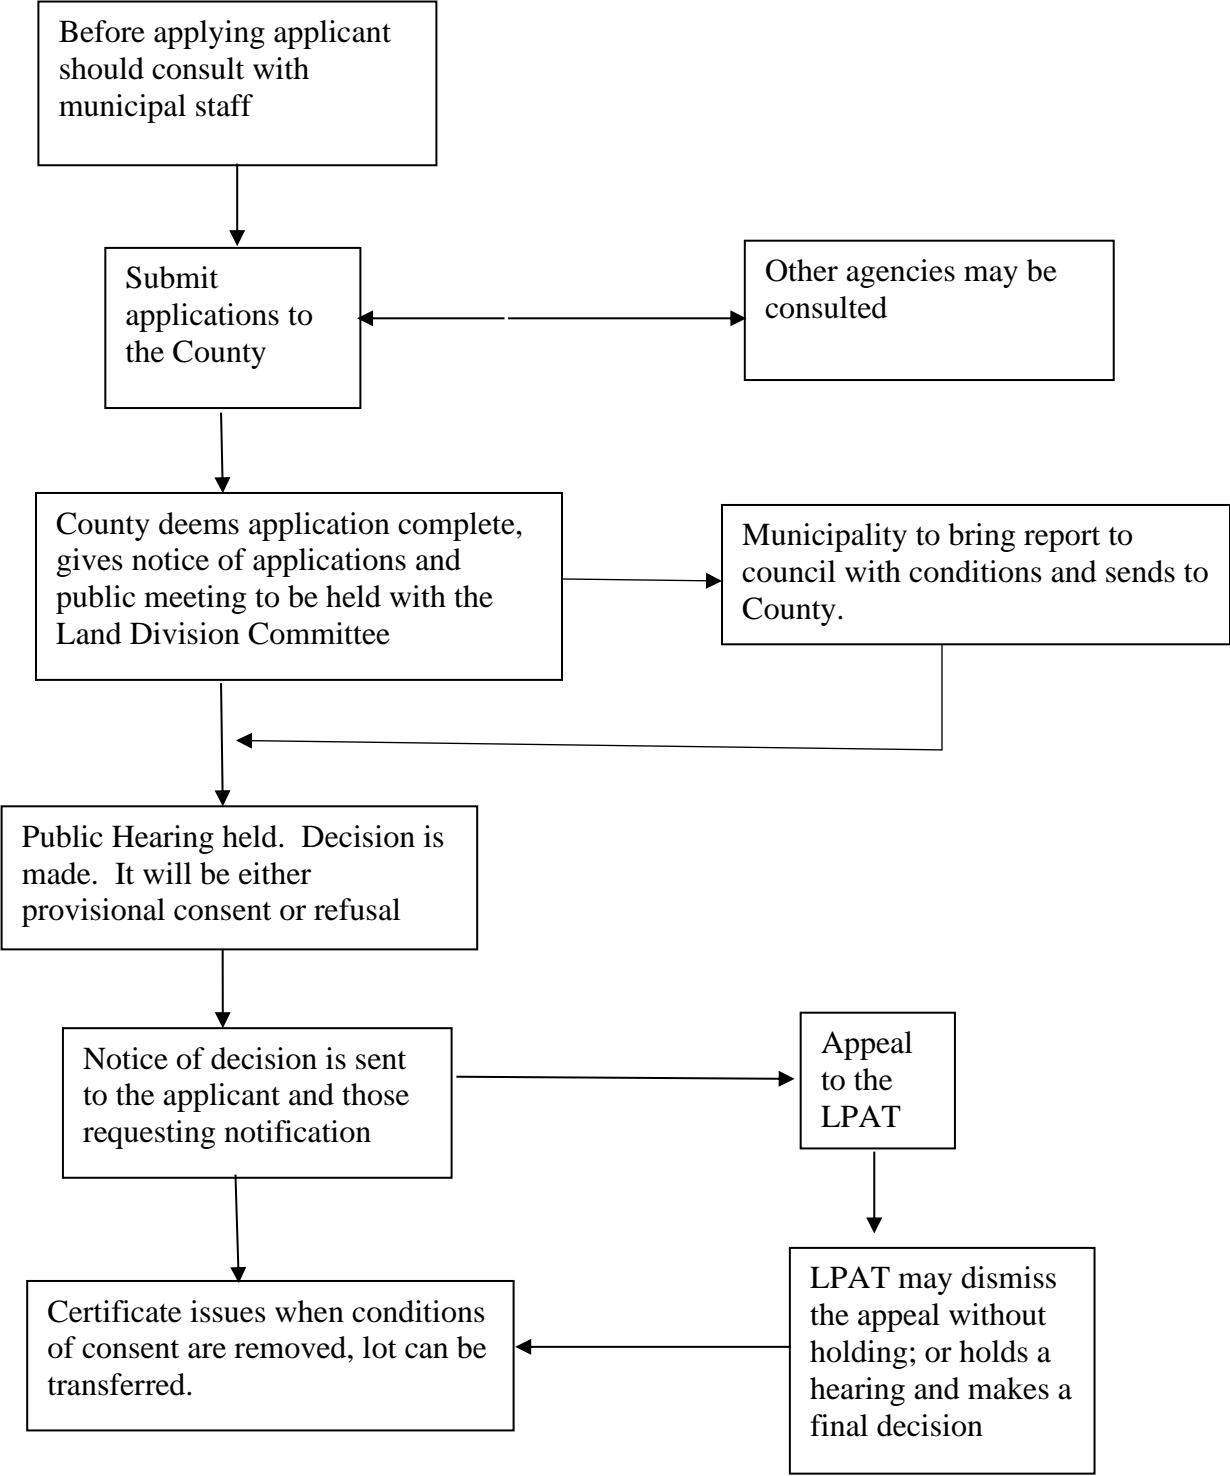 Before applying applicant
should consult with
municipal staff
Submit
applications to
the County
Other agencies may be
consulted
County deems application complete,
gives notice of applications and
public meeting to be held with the
Land Division Committee
Municipality to bring report to
council with conditions and sends to
County.
Public Hearing held.  Decision is
made.  It will be either
provisional consent or refusal
Notice of decision is sent
to the applicant and those
requesting notification
Appeal
to the
LPAT
Certificate issues when conditions
of consent are removed, lot can be
transferred.
LPAT may dismiss
the appeal without
holding; or holds a
hearing and makes a
final decision